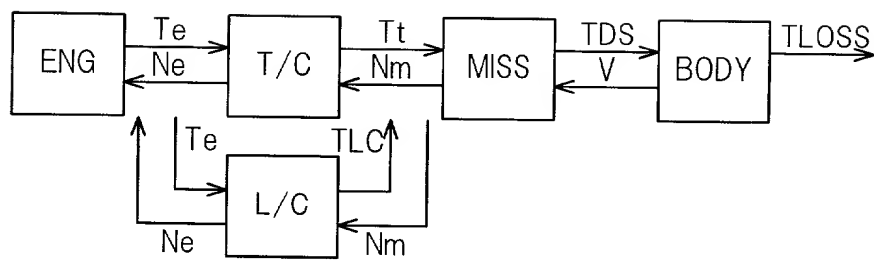 ENG
Te
Ne
T/C
Tt
Nm
MISS
TDS
V
BODY
TLOSS
Te
TLC
L/C
Ne
Nm